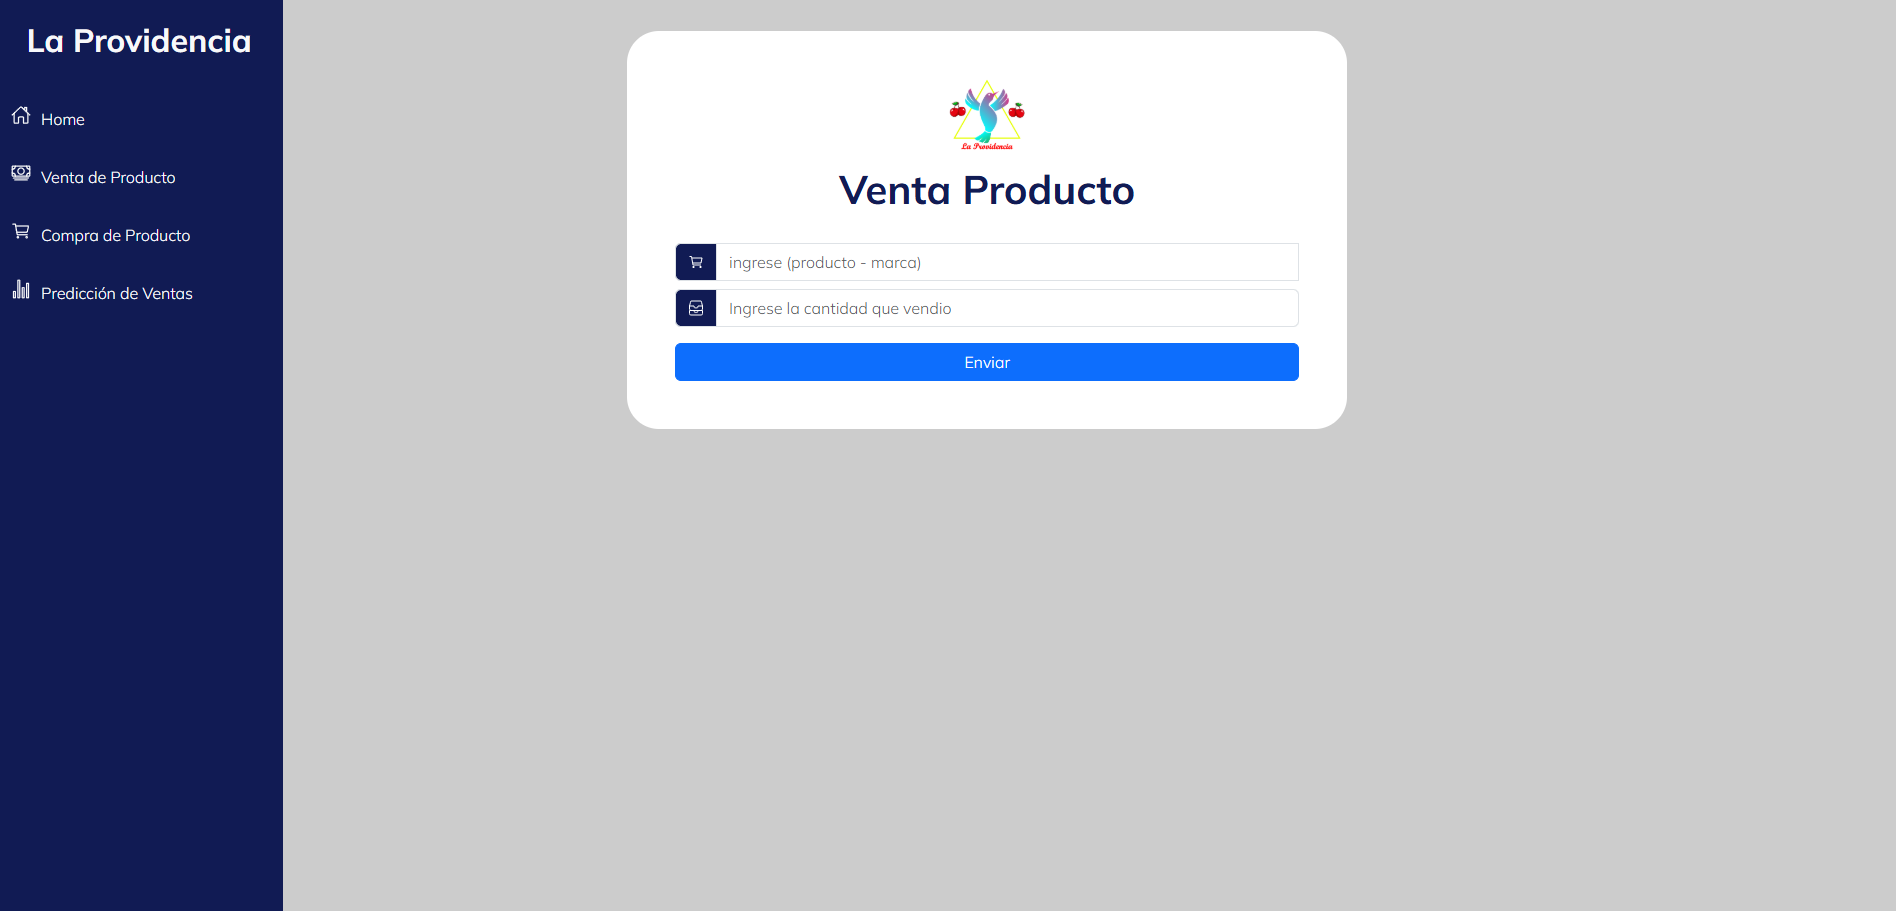 La Providencia
Home
Venta de Producto
Compra de Producto
Predicción de Ventas
La Providencia
Venta Producto
ingrese (producto - marca)
Ingrese la cantidad que vendio
Enviar